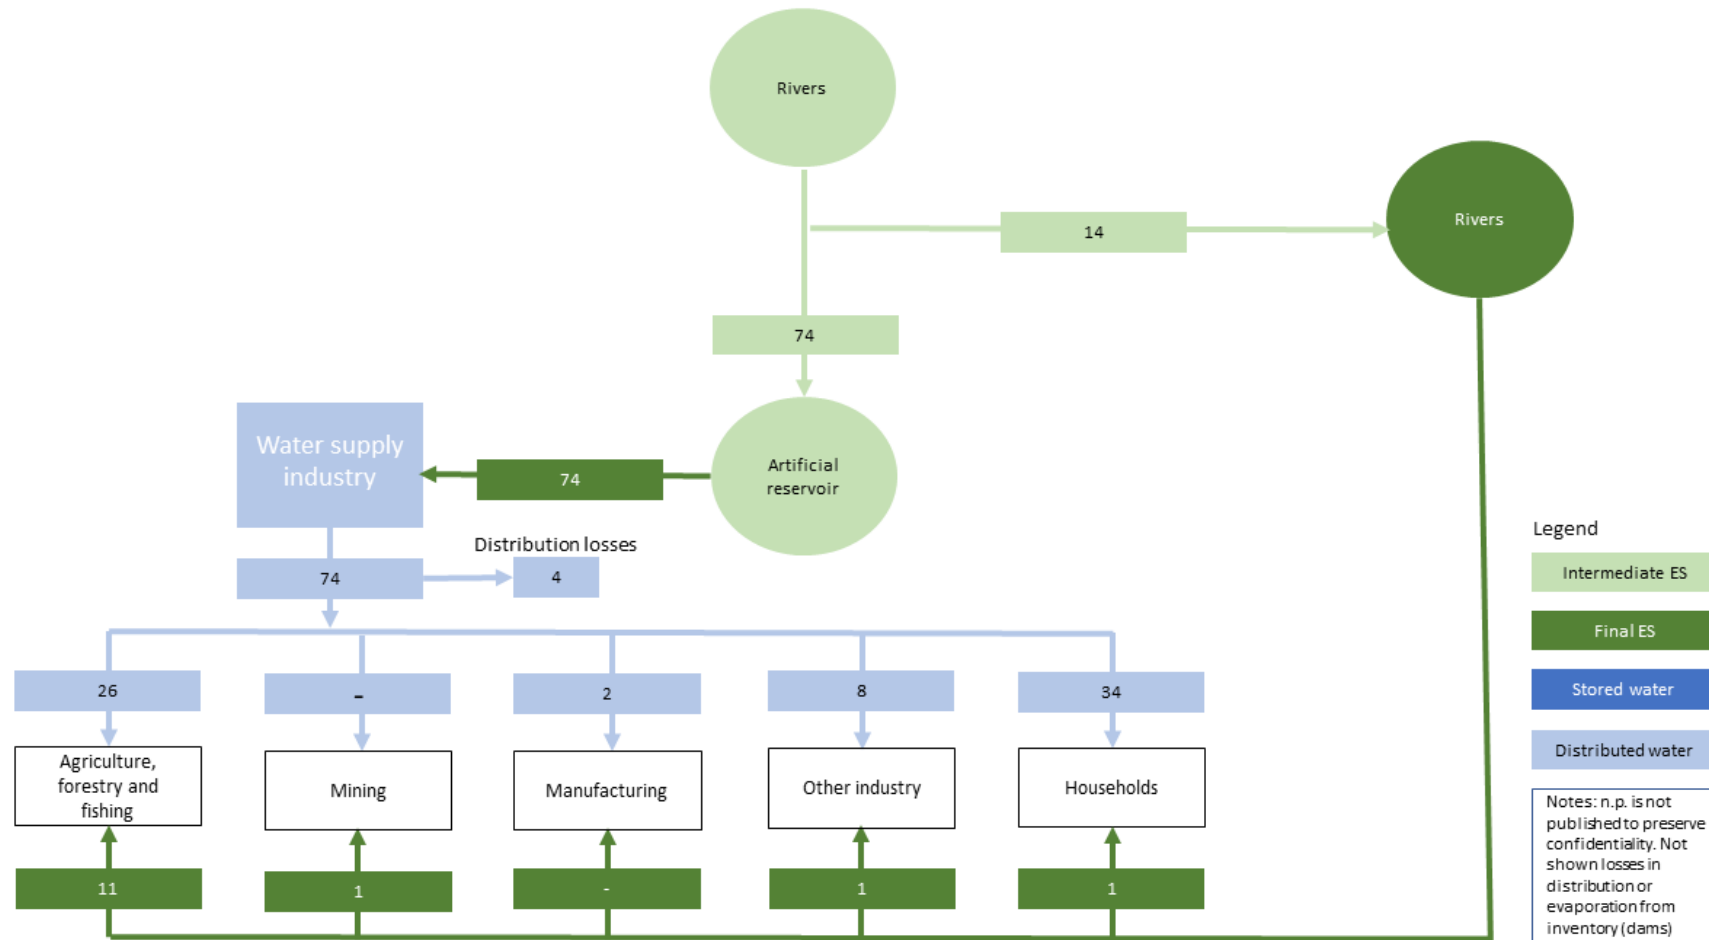 Rivers
Rivers
14
74
Water supply
industry
74
Artificial
reservoir
Distribution losses
74
4
Legend
Intermediate ES
Final ES
Stored water
Distributed water
26
-
2
8
34
Agriculture,
forestry and
fishing
Mining
Manufacturing
Other industry
Households
11
1
-
1
1
Notes: n.p. is not
published to preserve
confidentiality. Not
shown losses in
distribution or
evaporation from
inventory (dams)